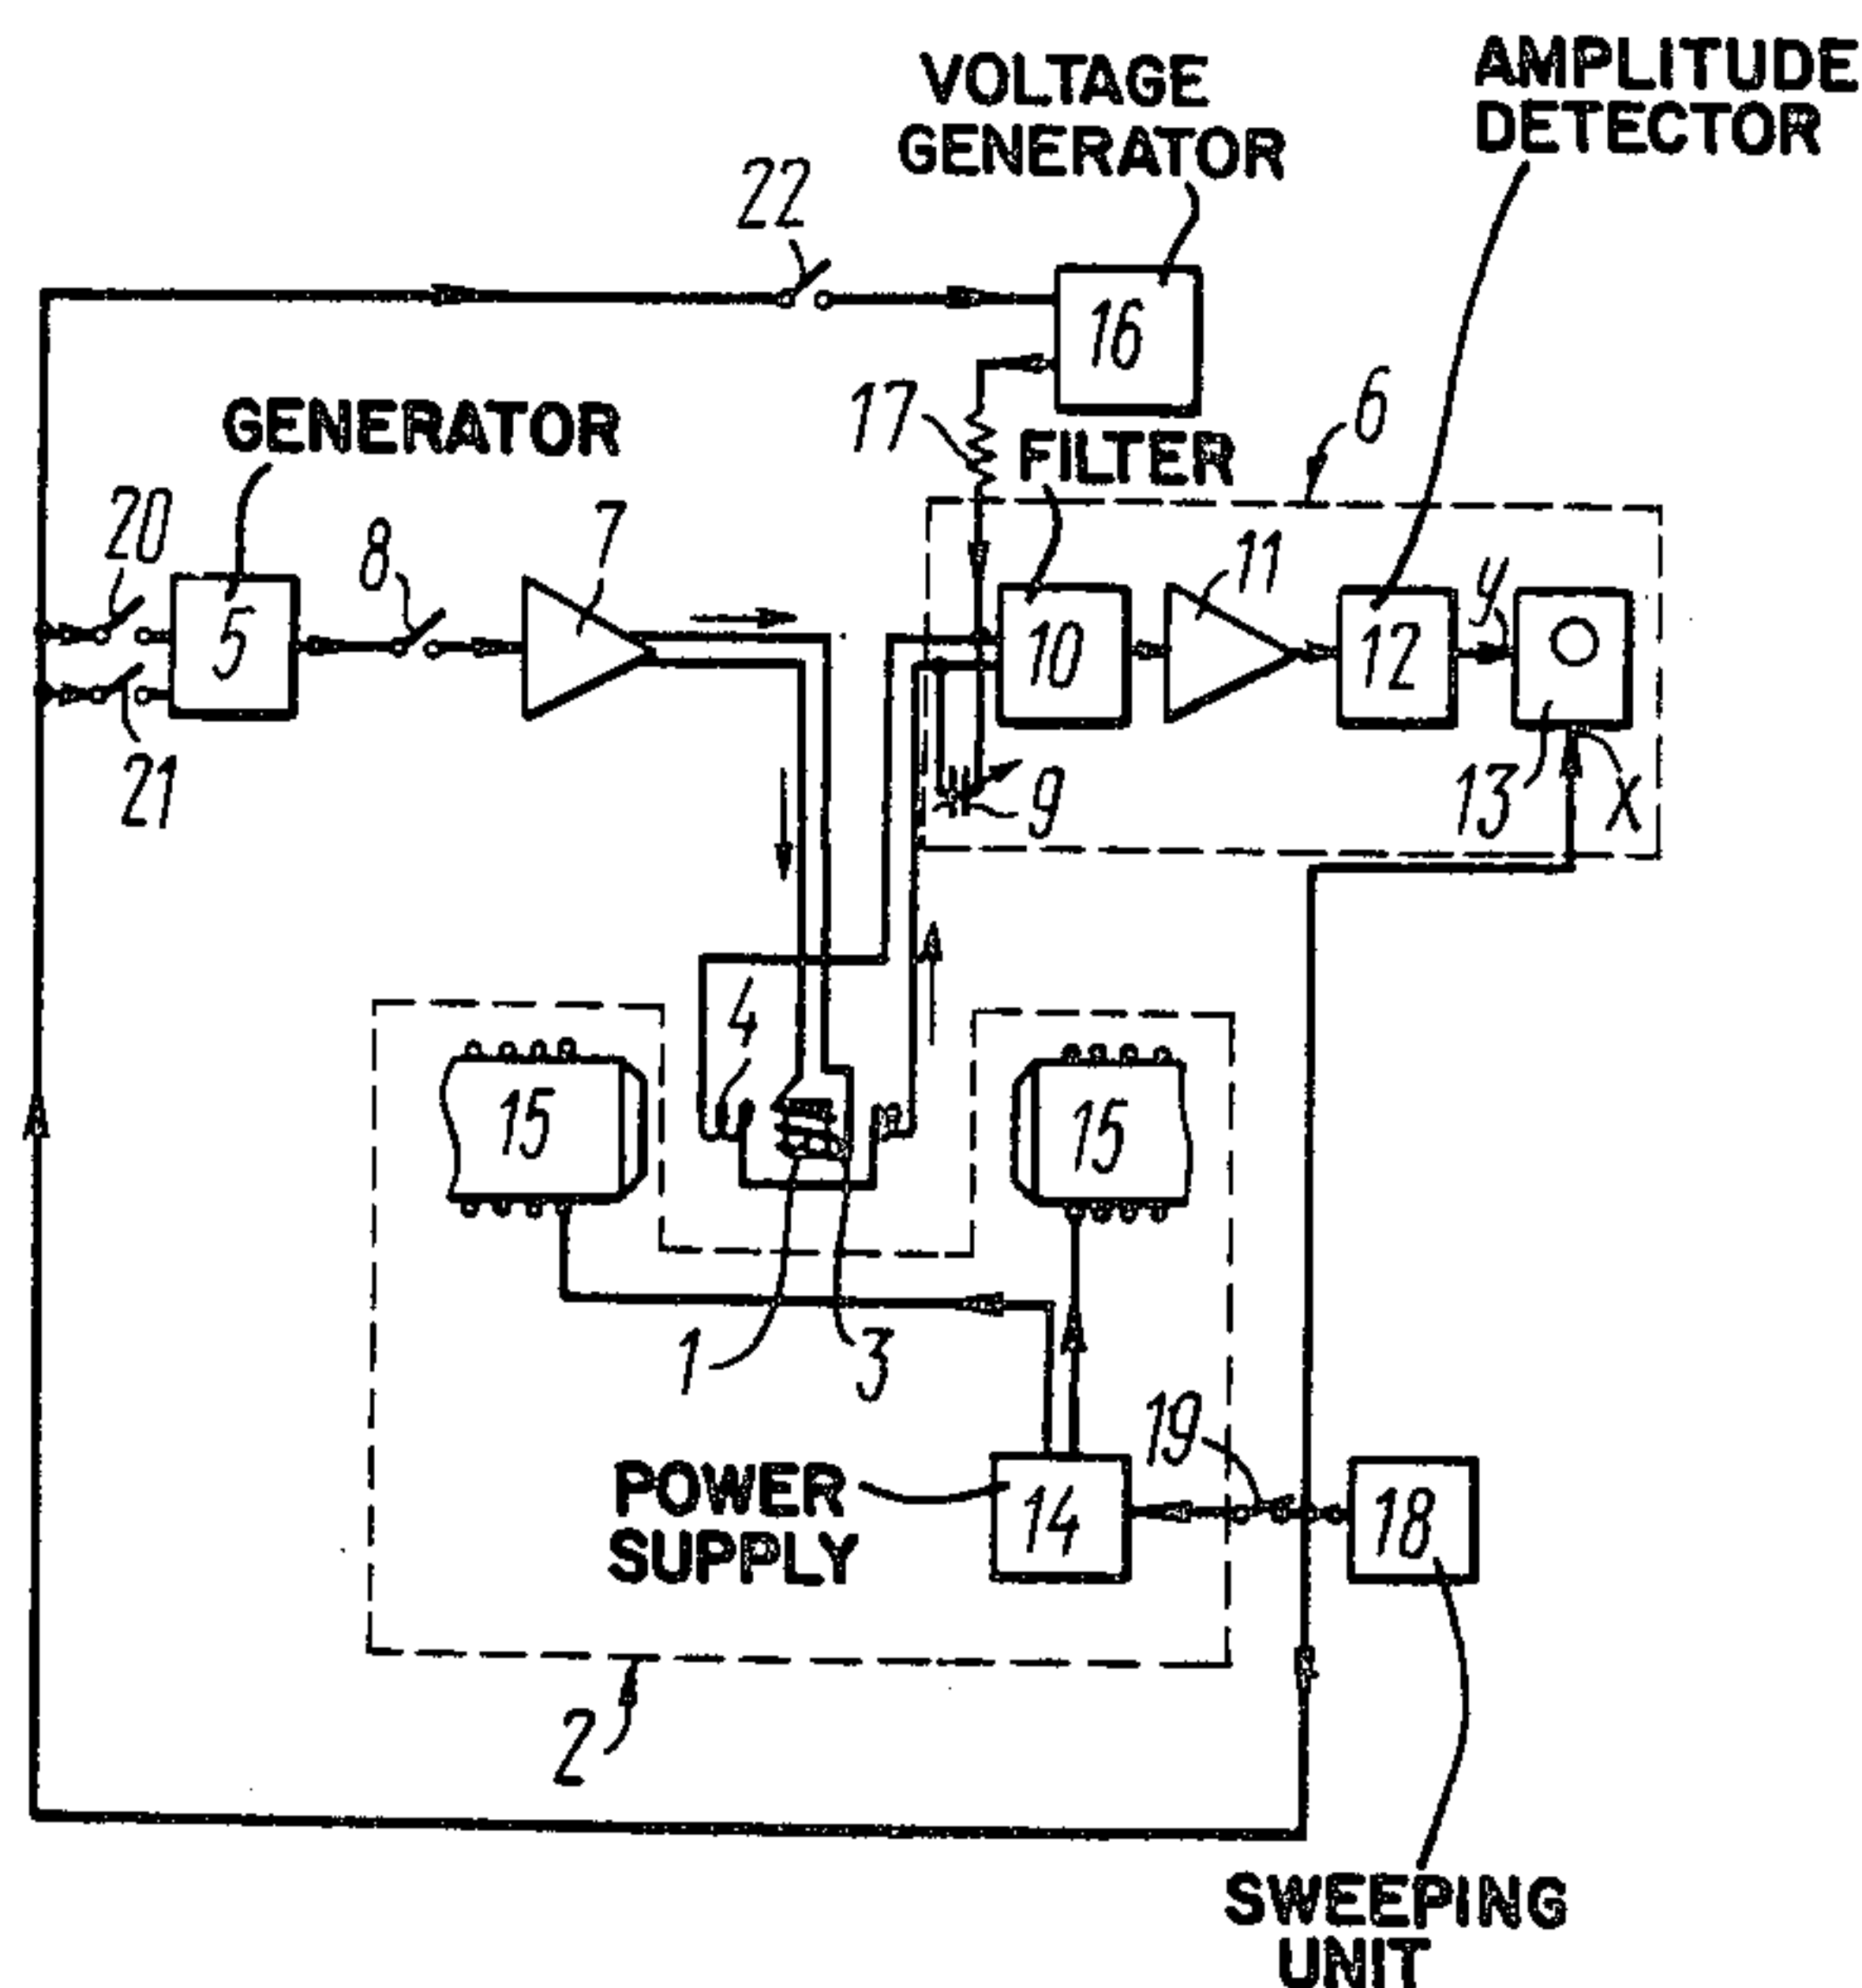 VOLTAGE
GENERATOR
AMPLITUDE
DETECTOR
22
16
17
6
GENERATOR
FILTER
20
8
7
11
y
5
10
12
21
9
13
X
4
15
15
1
3
19
POWER
SUPPLY
14
18
2
SWEEPING
UNIT